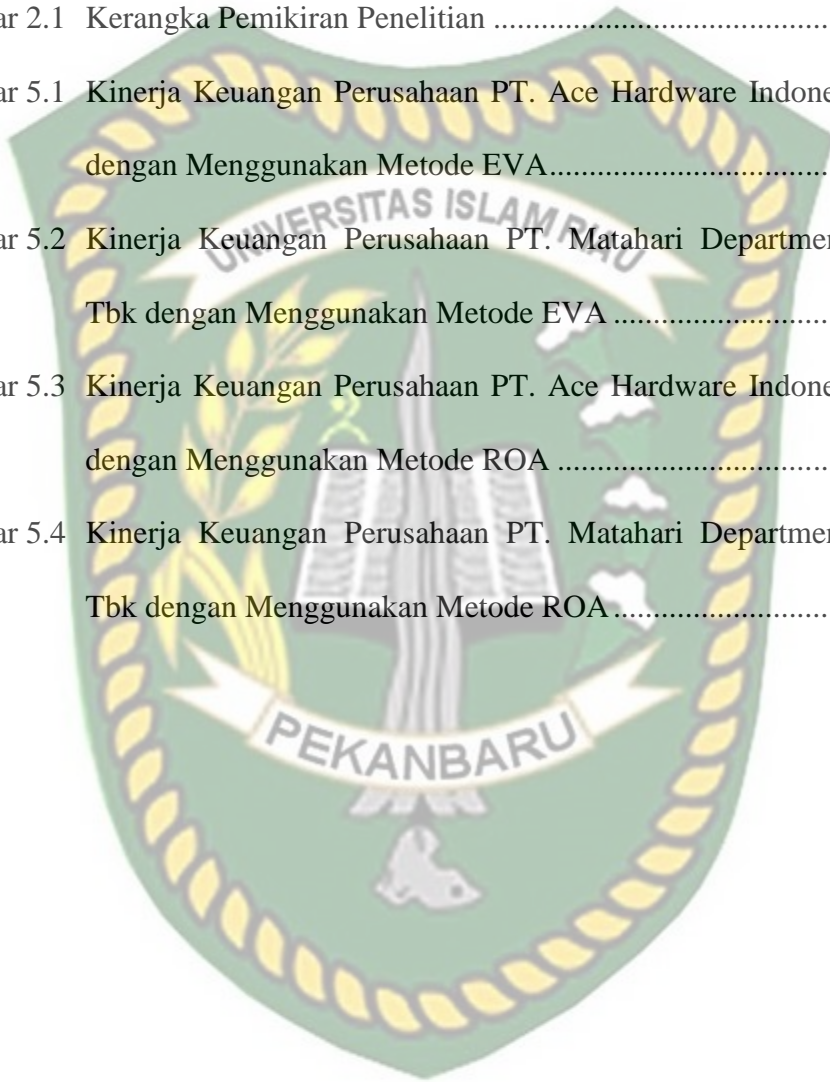 ar 2.1 Kerangka Pemikiran Penelitian ....................................
ar 5.1 Kinerja Keuangan Perusahaan PT. Ace Hardware Indone
dengan Menggunakan Metode EVA..............................
UNIVERSITAS ISLAM RIAU
ar 5.2 Kinerja Keuangan Perusahaan PT. Matahari Departmen
Tbk dengan Menggunakan Metode EVA .......................
ar 5.3 Kinerja Keuangan Perusahaan PT. Ace Hardware Indone
dengan Menggunakan Metode ROA .............................
ar 5.4 Kinerja Keuangan Perusahaan PT. Matahari Departmen
Tbk dengan Menggunakan Metode ROA.......................
PEKANBARU